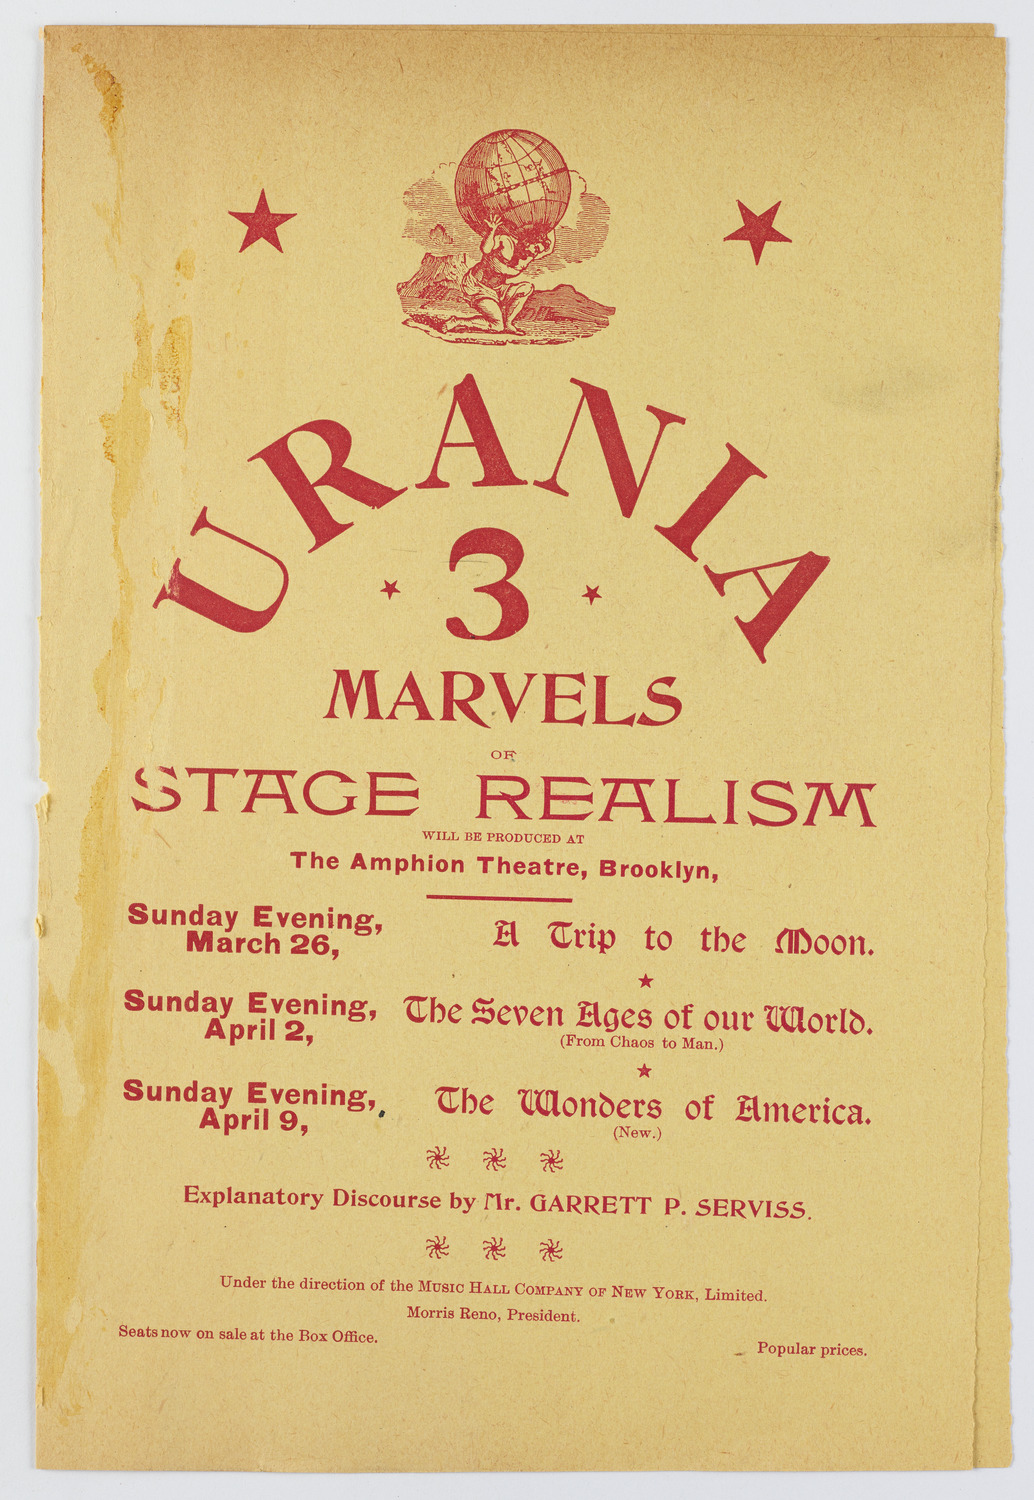 URANIA
3
MARVELS
OF
STAGE REALISM
WILL BE PRODUCED AT
The Amphion Theatre, Brooklyn,
Sunday Evening,
March 26,
A Trip to the Moon.
Sunday Evening,
April 2,
The Seven Ages of our World.
(From Chaos to Man.)
Sunday Evening,
April 9,
The Wonders of America.
(New.)
Explanatory Discourse by Mr. GARRETT P. SERVISS.
Under the direction of the MUSIC HALL COMPANY OF NEW YORK, Limited.
Morris Reno, President.
Seats now on sale at the Box Office.
Popular prices.